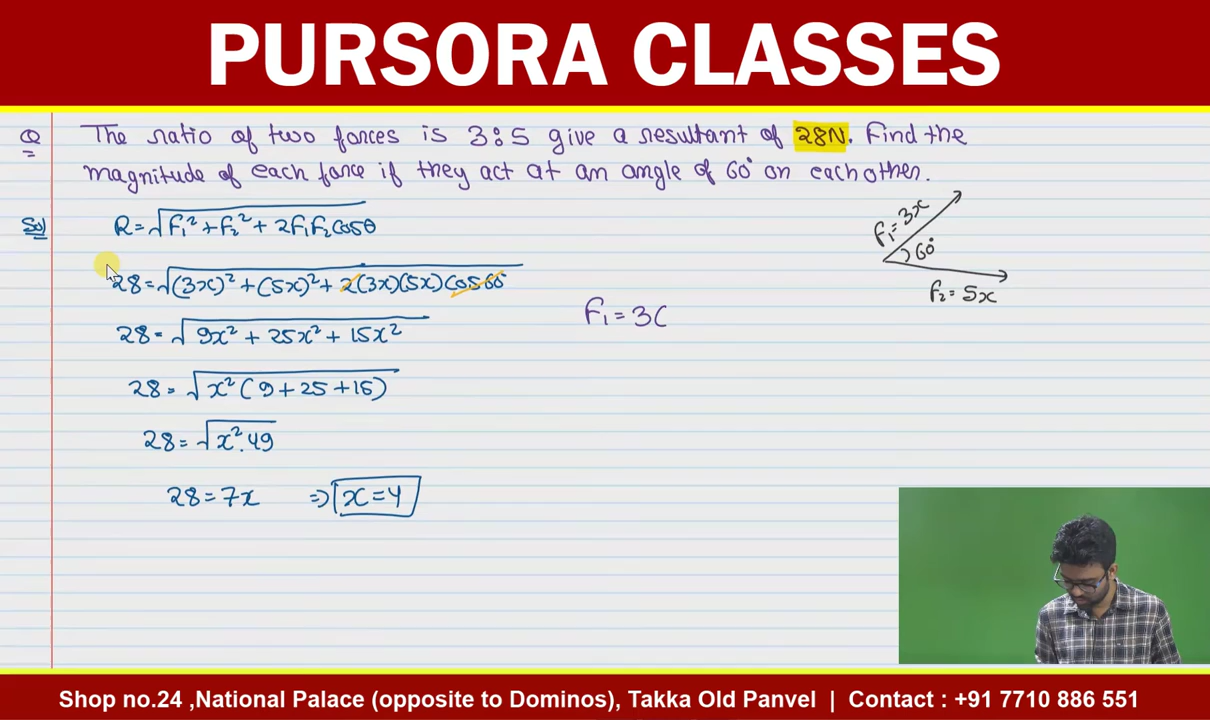 PURSORA CLASSES
Q The ratio of two forces is 3:5 give a resultant of 28N. Find the
magnitude of each force if they act at an angle of 60° on each other.
Sol R=√F₁²+F₂²+2F₁F₂Cosθ
28=√(3x)²+(5x)²+2(3x)(5x)Cos60°
28=√9x²+25x²+15x²
28=√x²(9+25+15)
28=√x².49
28=7x ⇒ x=4
F₁=3x
60°
F₂=5x
F₁=3(
Shop no.24 ,National Palace (opposite to Dominos), Takka Old Panvel | Contact : +91 7710 886 551